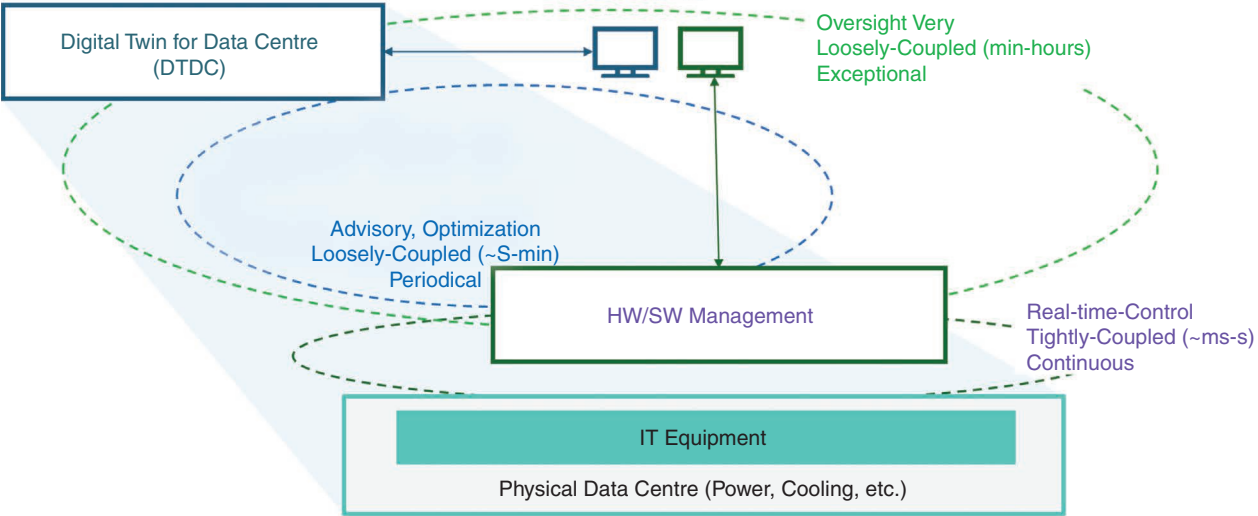 Digital Twin for Data Centre
(DTDC)
Oversight Very
Loosely-Coupled (min-hours)
Exceptional
Advisory, Optimization
Loosely-Coupled (~S-min)
Periodical
HW/SW Management
Real-time-Control
Tightly-Coupled (~ms-s)
Continuous
IT Equipment
Physical Data Centre (Power, Cooling, etc.)